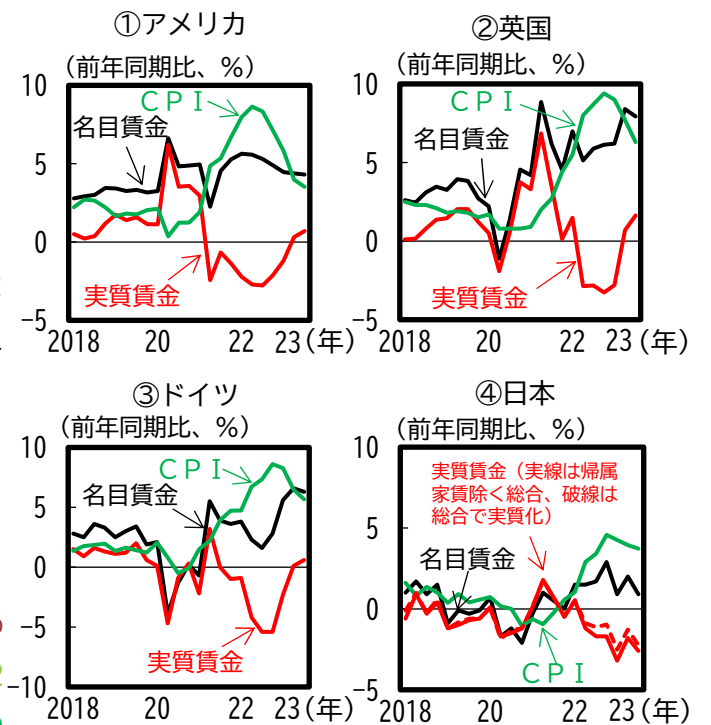 ①アメリカ
(前年同期比、%)
10
ＣＰＩ
名目賃金
5
0
実質賃金
−5
2018 20 22 23(年)
②英国
(前年同期比、%)
10
ＣＰＩ
名目賃金
5
0
実質賃金
−5
2018 20 22 23(年)
③ドイツ
(前年同期比、%)
10
ＣＰＩ
名目賃金
5
0
−5
実質賃金
−10
2018 20 22 23(年)
④日本
(前年同期比、%)
10
実質賃金（実線は帰属
家賃除く総合、破線は
総合で実質化）
5
名目賃金
0
ＣＰＩ
−5
2018 20 22 23(年)